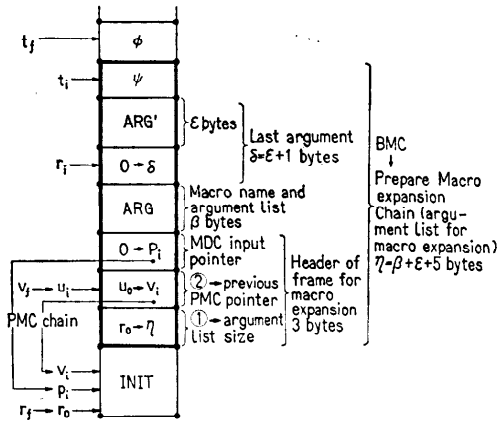 t_f → ϕ
t_i → ψ
ARG' } Ɛ bytes
Last argument
δ=Ɛ+1 bytes
r_i → 0→δ
ARG
Macro name and
argument list
β bytes
0→p_i
MDC input
pointer
v_f → u_i → u_0→v_i
②→previous
PMC pointer
PMC chain
r_0→η
①→argument
list size
Header of
frame for
macro
expansion
3 bytes
BMC
↓
Prepare Macro
expansion
Chain (argu-
ment list for
macro expansion)
η=β+Ɛ+5 bytes
v_i →
p_i →
INIT
r_f → r_0 →